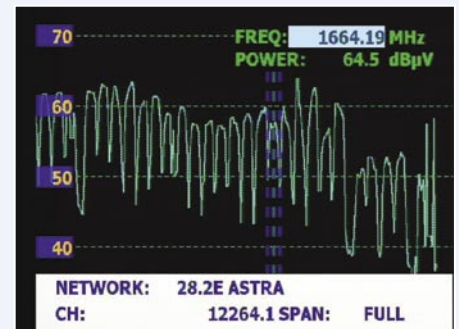 70
FREQ: 1664.19 MHz
POWER: 64.5 dBµV
60
50
40
NETWORK: 28.2E ASTRA
CH: 12264.1 SPAN: FULL